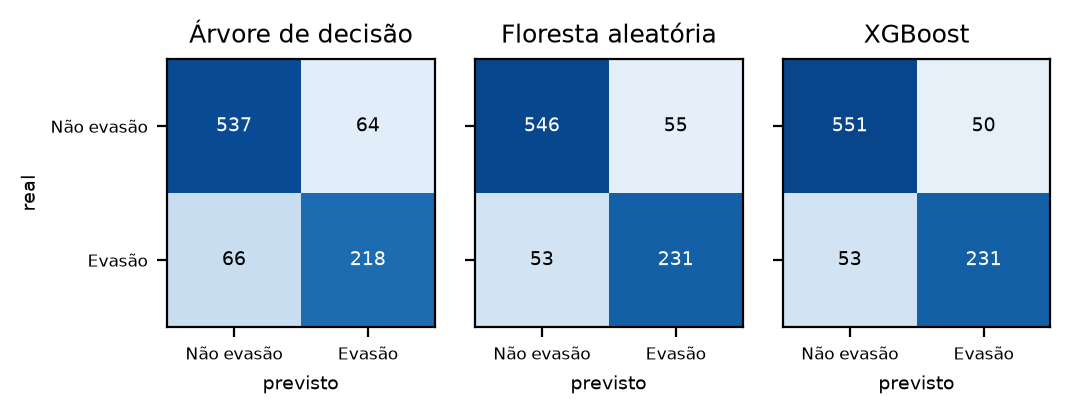 Árvore de decisão
Floresta aleatória
XGBoost
Não evasão
537
64
546
55
551
50
real
Evasão
66
218
53
231
53
231
Não evasão
Evasão
Não evasão
Evasão
Não evasão
Evasão
previsto
previsto
previsto